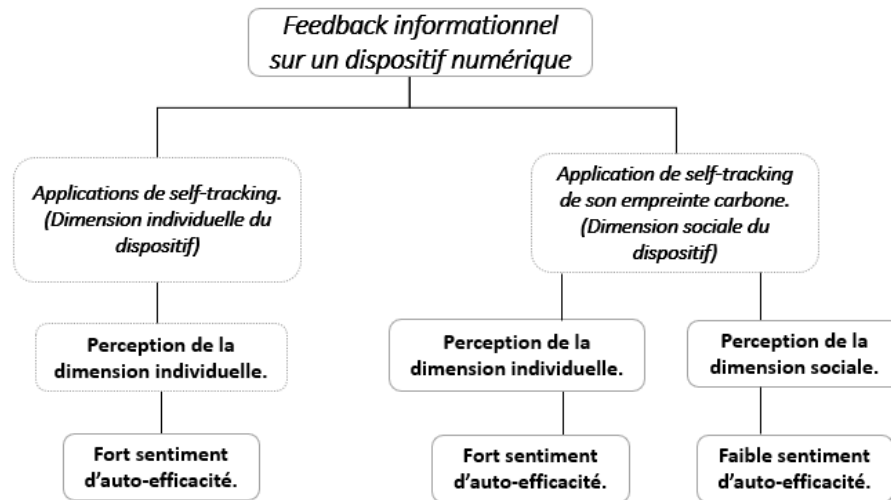 Feedback informationnel
sur un dispositif numérique
Applications de self-tracking.
(Dimension individuelle du
dispositif)
Application de self-tracking
de son empreinte carbone.
(Dimension sociale du
dispositif)
Perception de la
dimension individuelle.
Perception de la
dimension individuelle.
Perception de la
dimension sociale.
Fort sentiment
d'auto-efficacité.
Fort sentiment
d'auto-efficacité.
Faible sentiment
d'auto-efficacité.